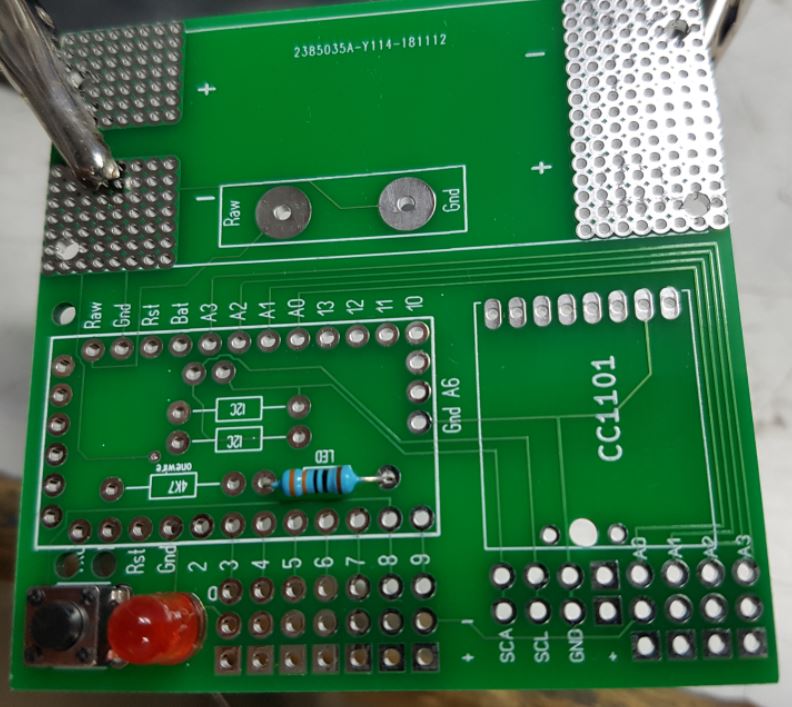 2385035A-Y114-181112
+ -
- +
Raw Gnd
Raw Gnd Rst Bat A3 A2 A1 A0 13 12 11 10
Gnd A6
CC1101
I2C
I2C
LED
onewire
4K7
Rst Gnd 2 3 4 5 6 7 8 9
A0 A1 A2 A3
-
+ SCA SCL GND +